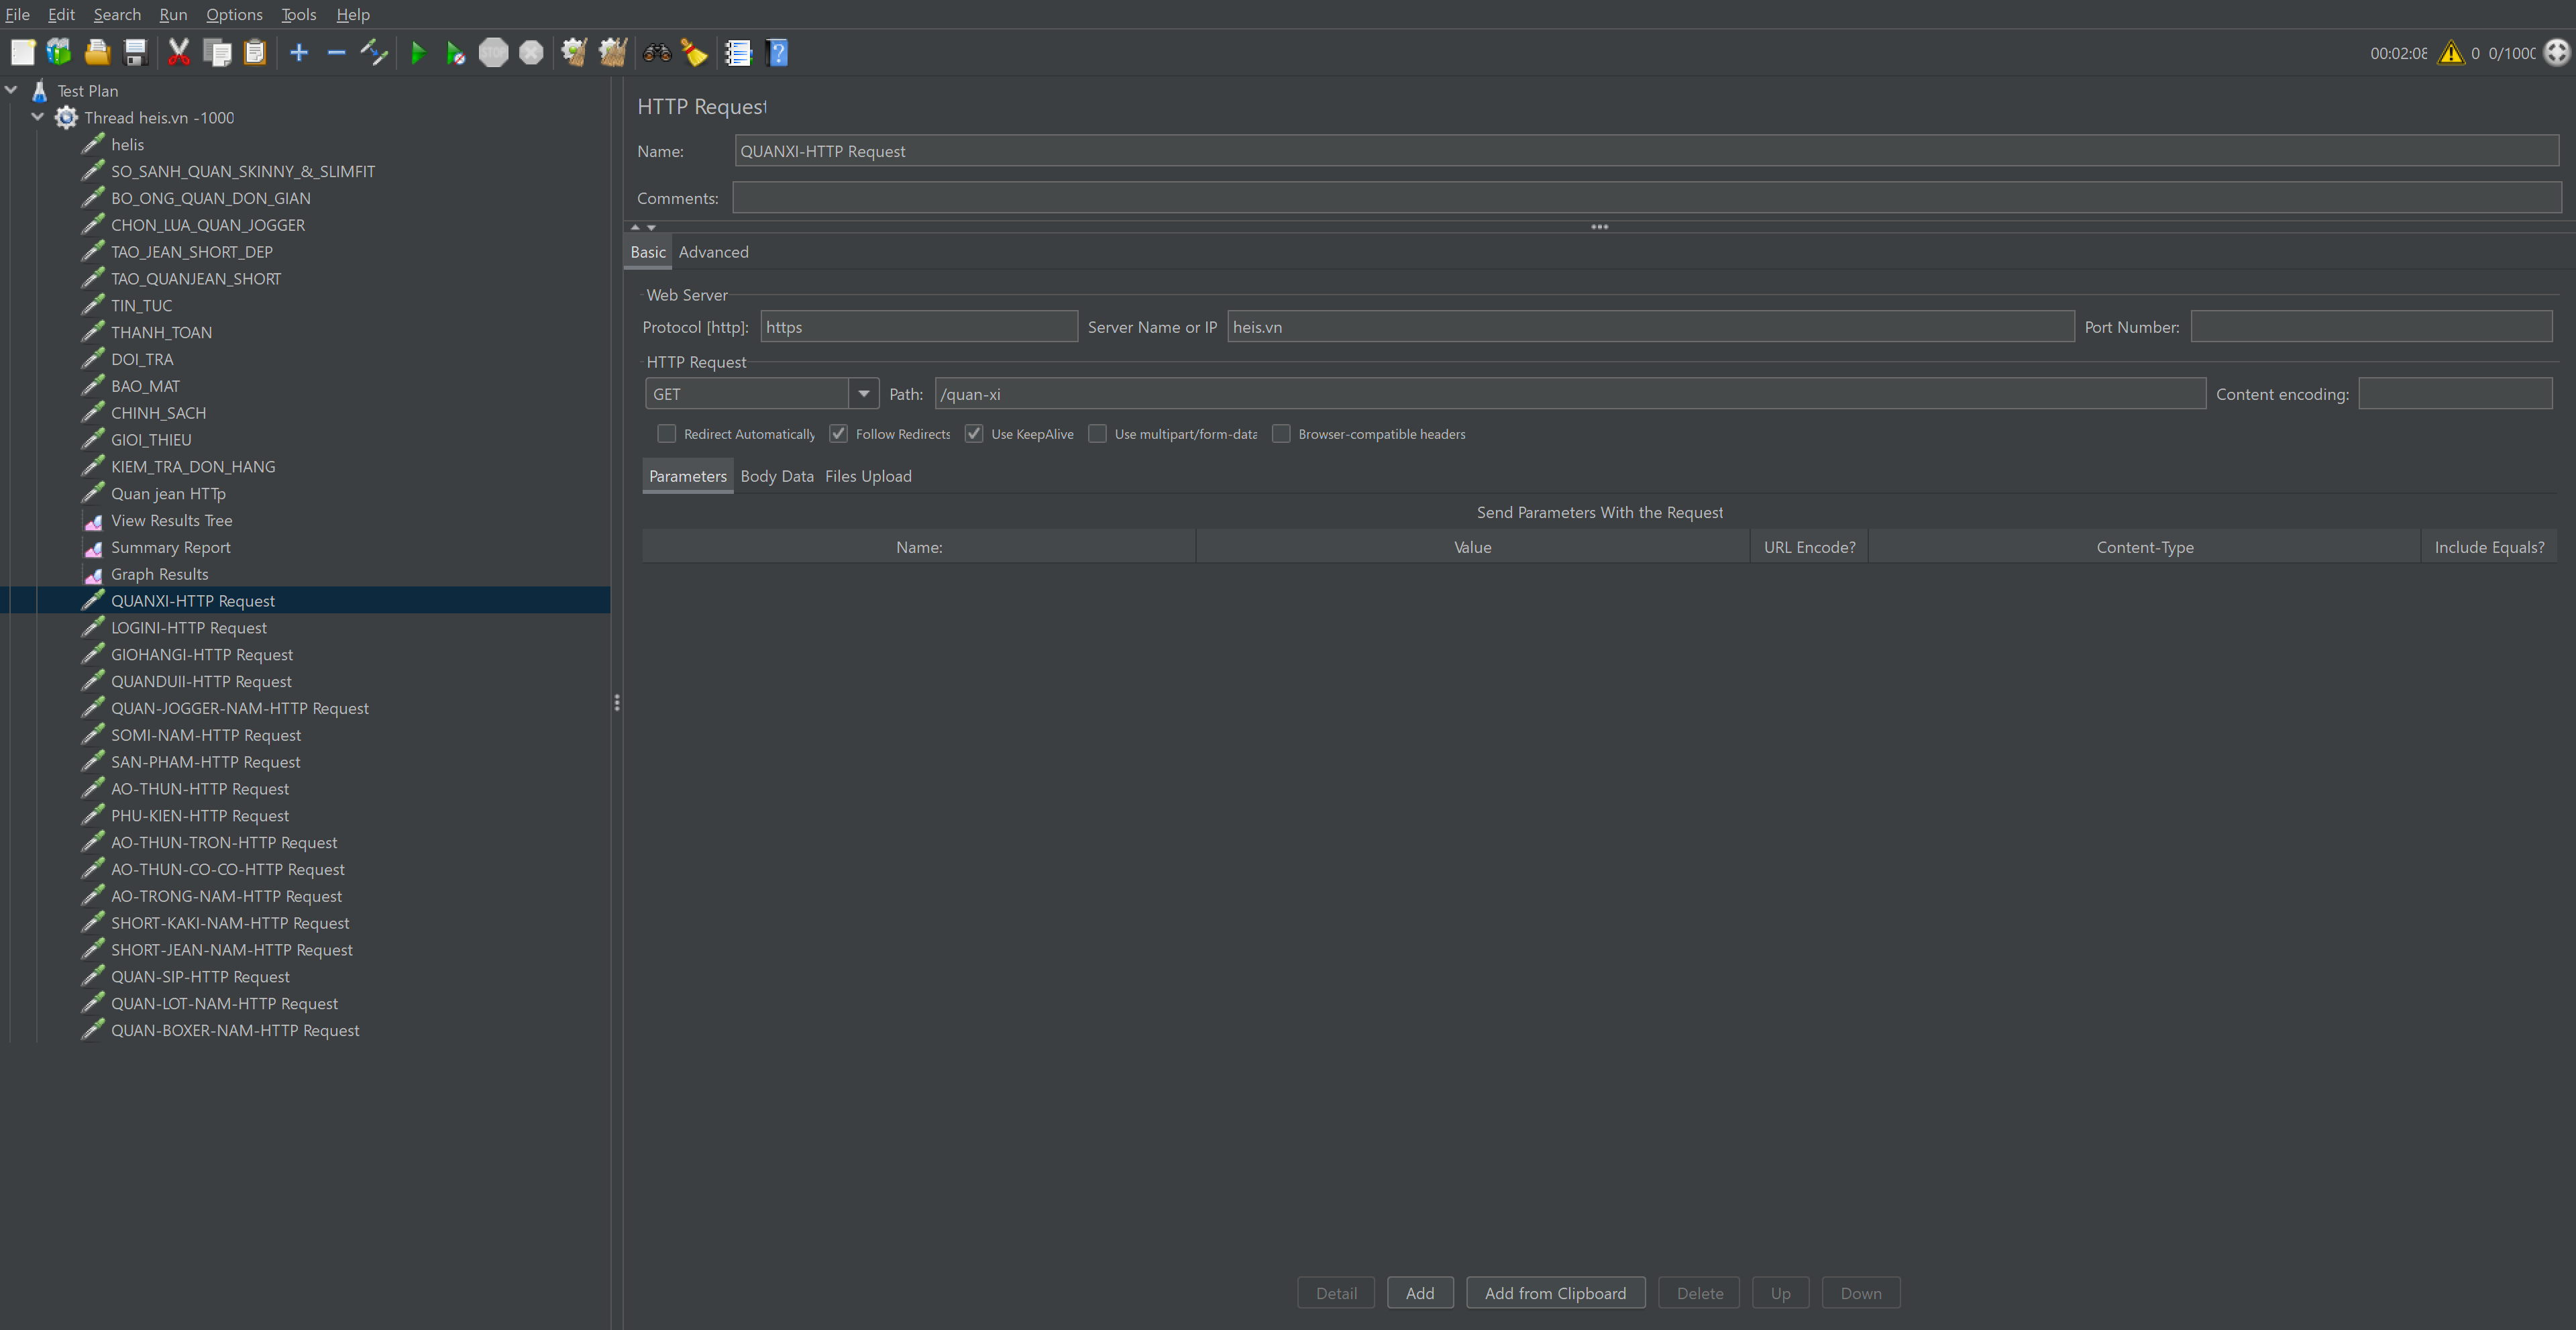 File Edit Search Run Options Tools Help
STOP
00:02:08 0 0/1000
Test Plan
Thread heis.vn -1000
helis
SO_SANH_QUAN_SKINNY_&_SLIMFIT
BO_ONG_QUAN_DON_GIAN
CHON_LUA_QUAN_JOGGER
TAO_JEAN_SHORT_DEP
TAO_QUANJEAN_SHORT
TIN_TUC
THANH_TOAN
DOI_TRA
BAO_MAT
CHINH_SACH
GIOI_THIEU
KIEM_TRA_DON_HANG
Quan jean HTTp
View Results Tree
Summary Report
Graph Results
QUANXI-HTTP Request
LOGINI-HTTP Request
GIOHANGI-HTTP Request
QUANDUII-HTTP Request
QUAN-JOGGER-NAM-HTTP Request
SOMI-NAM-HTTP Request
SAN-PHAM-HTTP Request
AO-THUN-HTTP Request
PHU-KIEN-HTTP Request
AO-THUN-TRON-HTTP Request
AO-THUN-CO-CO-HTTP Request
AO-TRONG-NAM-HTTP Request
SHORT-KAKI-NAM-HTTP Request
SHORT-JEAN-NAM-HTTP Request
QUAN-SIP-HTTP Request
QUAN-LOT-NAM-HTTP Request
QUAN-BOXER-NAM-HTTP Request
HTTP Request
Name: QUANXI-HTTP Request
Comments:
Basic Advanced
Web Server
Protocol [http]: https Server Name or IP heis.vn Port Number:
HTTP Request
GET Path: /quan-xi Content encoding:
Redirect Automatically Follow Redirects Use KeepAlive Use multipart/form-data Browser-compatible headers
Parameters Body Data Files Upload
Send Parameters With the Request
Name: Value URL Encode? Content-Type Include Equals?
Detail Add Add from Clipboard Delete Up Down